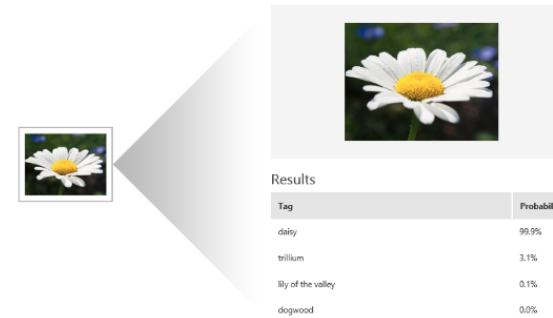 Results
Tag Probabil
daisy 99.9%
trillium 3.1%
lily of the valley 0.1%
dogwood 0.0%